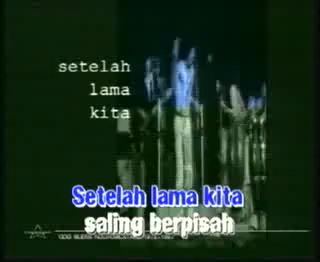 setelah
lama
kita
Setelah lama kita
saling berpisah